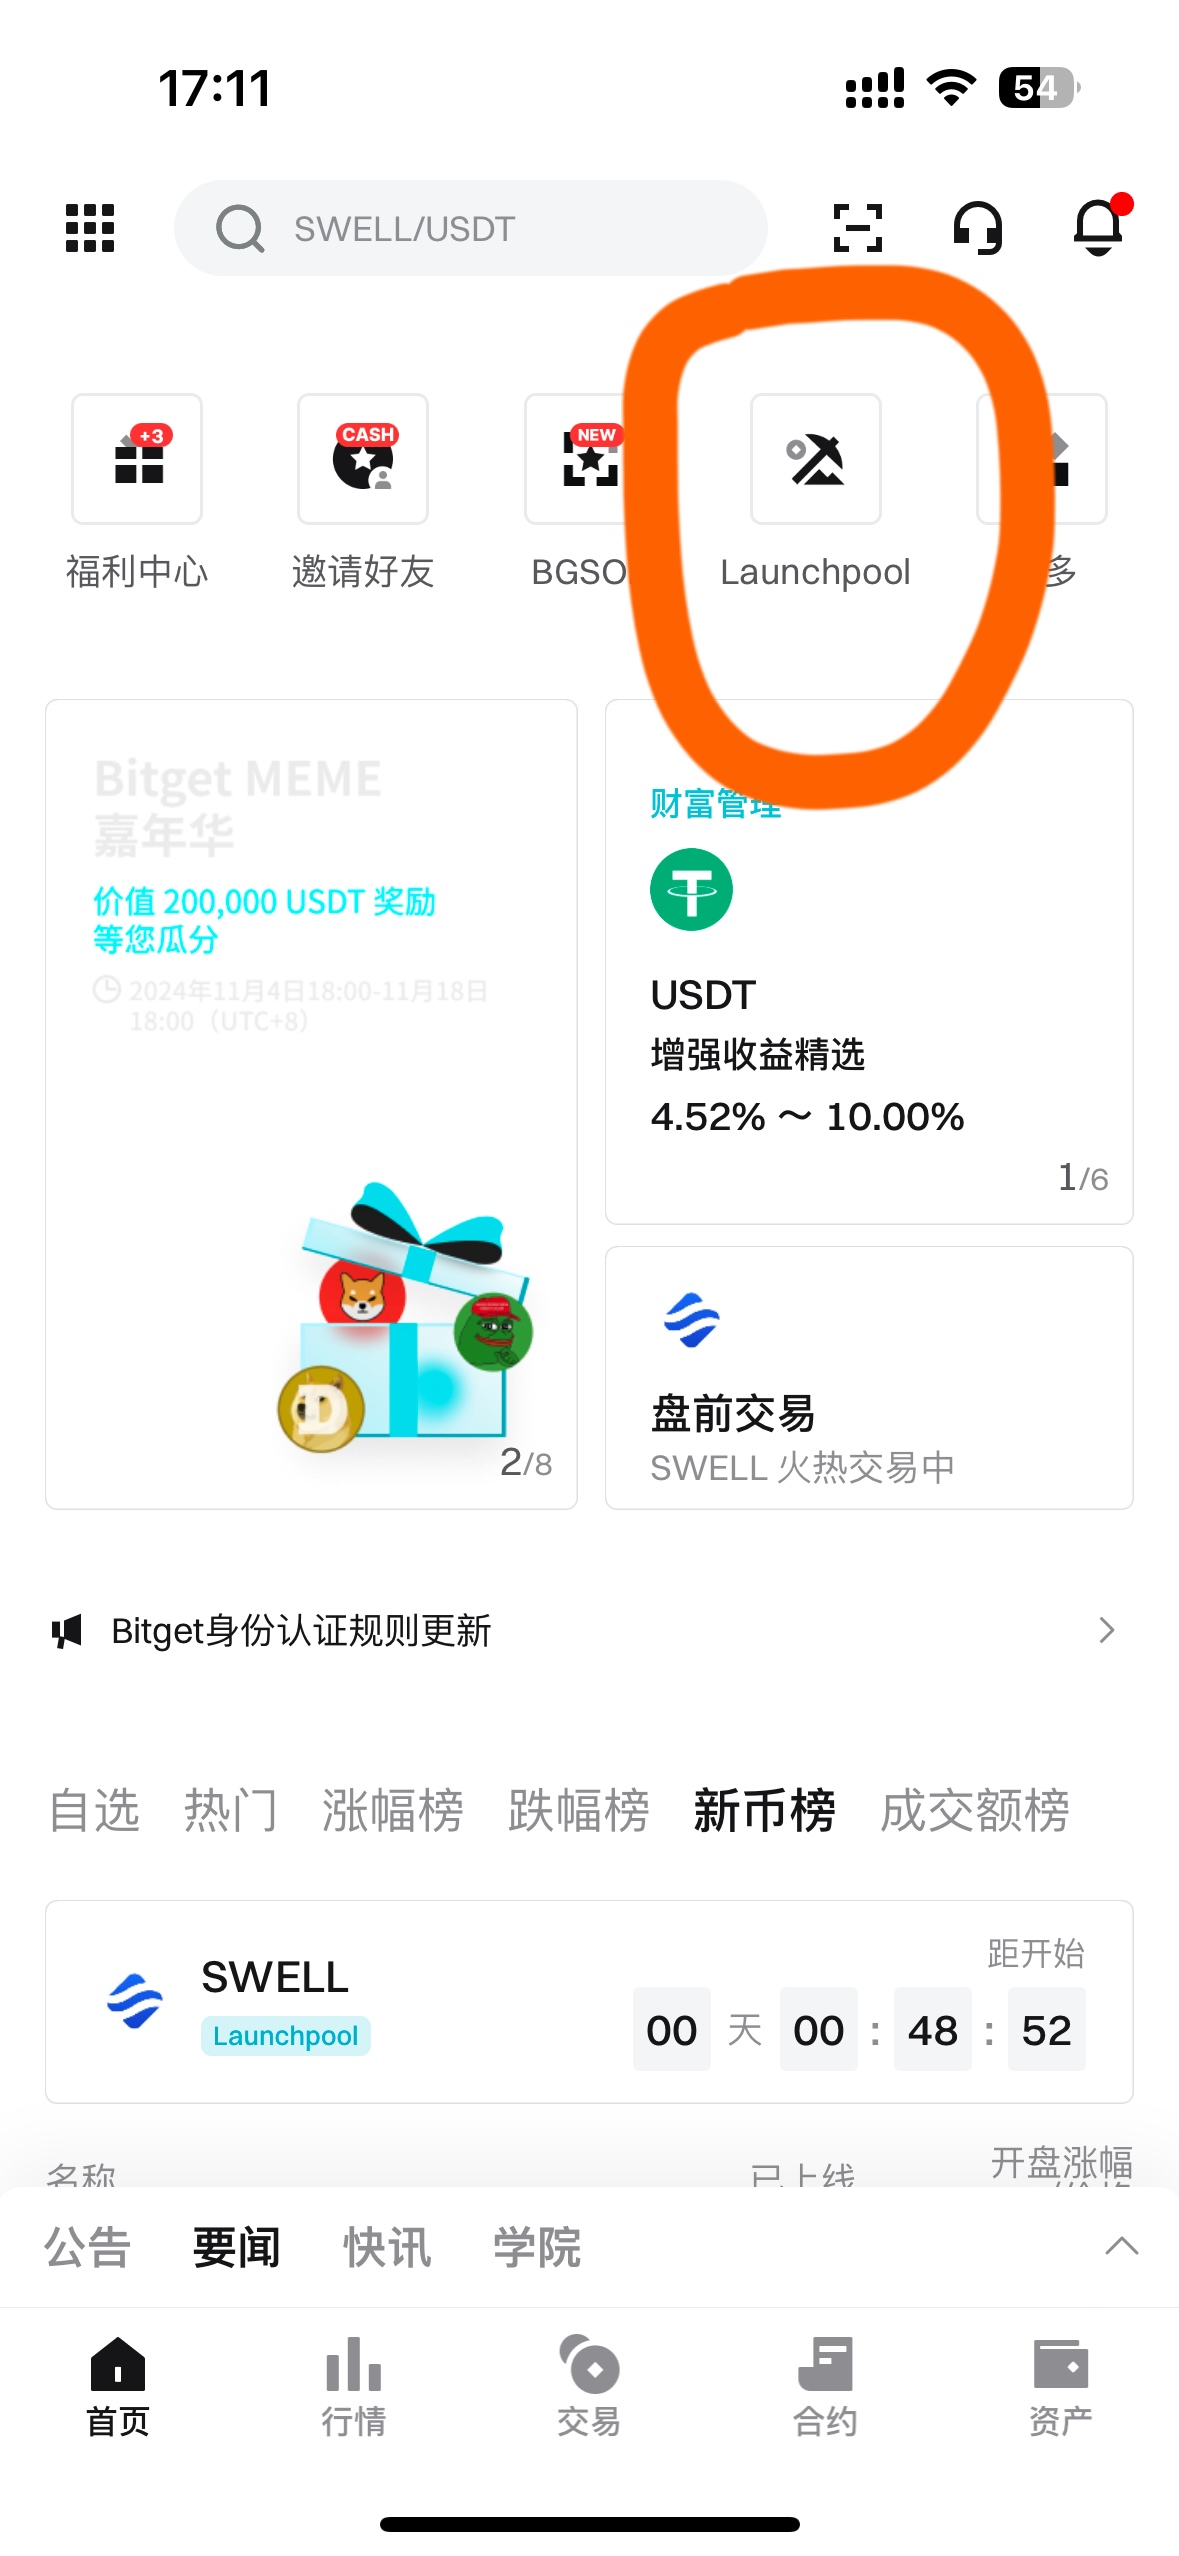 17:11
54
SWELL/USDT
+3
CASH
NEW
福利中心
邀请好友
BGSO
Launchpool
多
Bitget MEME
嘉年华
价值 200,000 USDT 奖励
等您瓜分
2024年11月4日18:00-11月18日
18:00（UTC+8）
D
2/8
财富管理
USDT
增强收益精选
4.52% ～ 10.00%
1/6
盘前交易
SWELL 火热交易中
Bitget身份认证规则更新
自选 热门 涨幅榜 跌幅榜 新币榜 成交额榜
SWELL
Launchpool
距开始
00 天 00 : 48 : 52
名称 已上线 开盘涨幅
公告 要闻 快讯 学院
首页 行情 交易 合约 资产